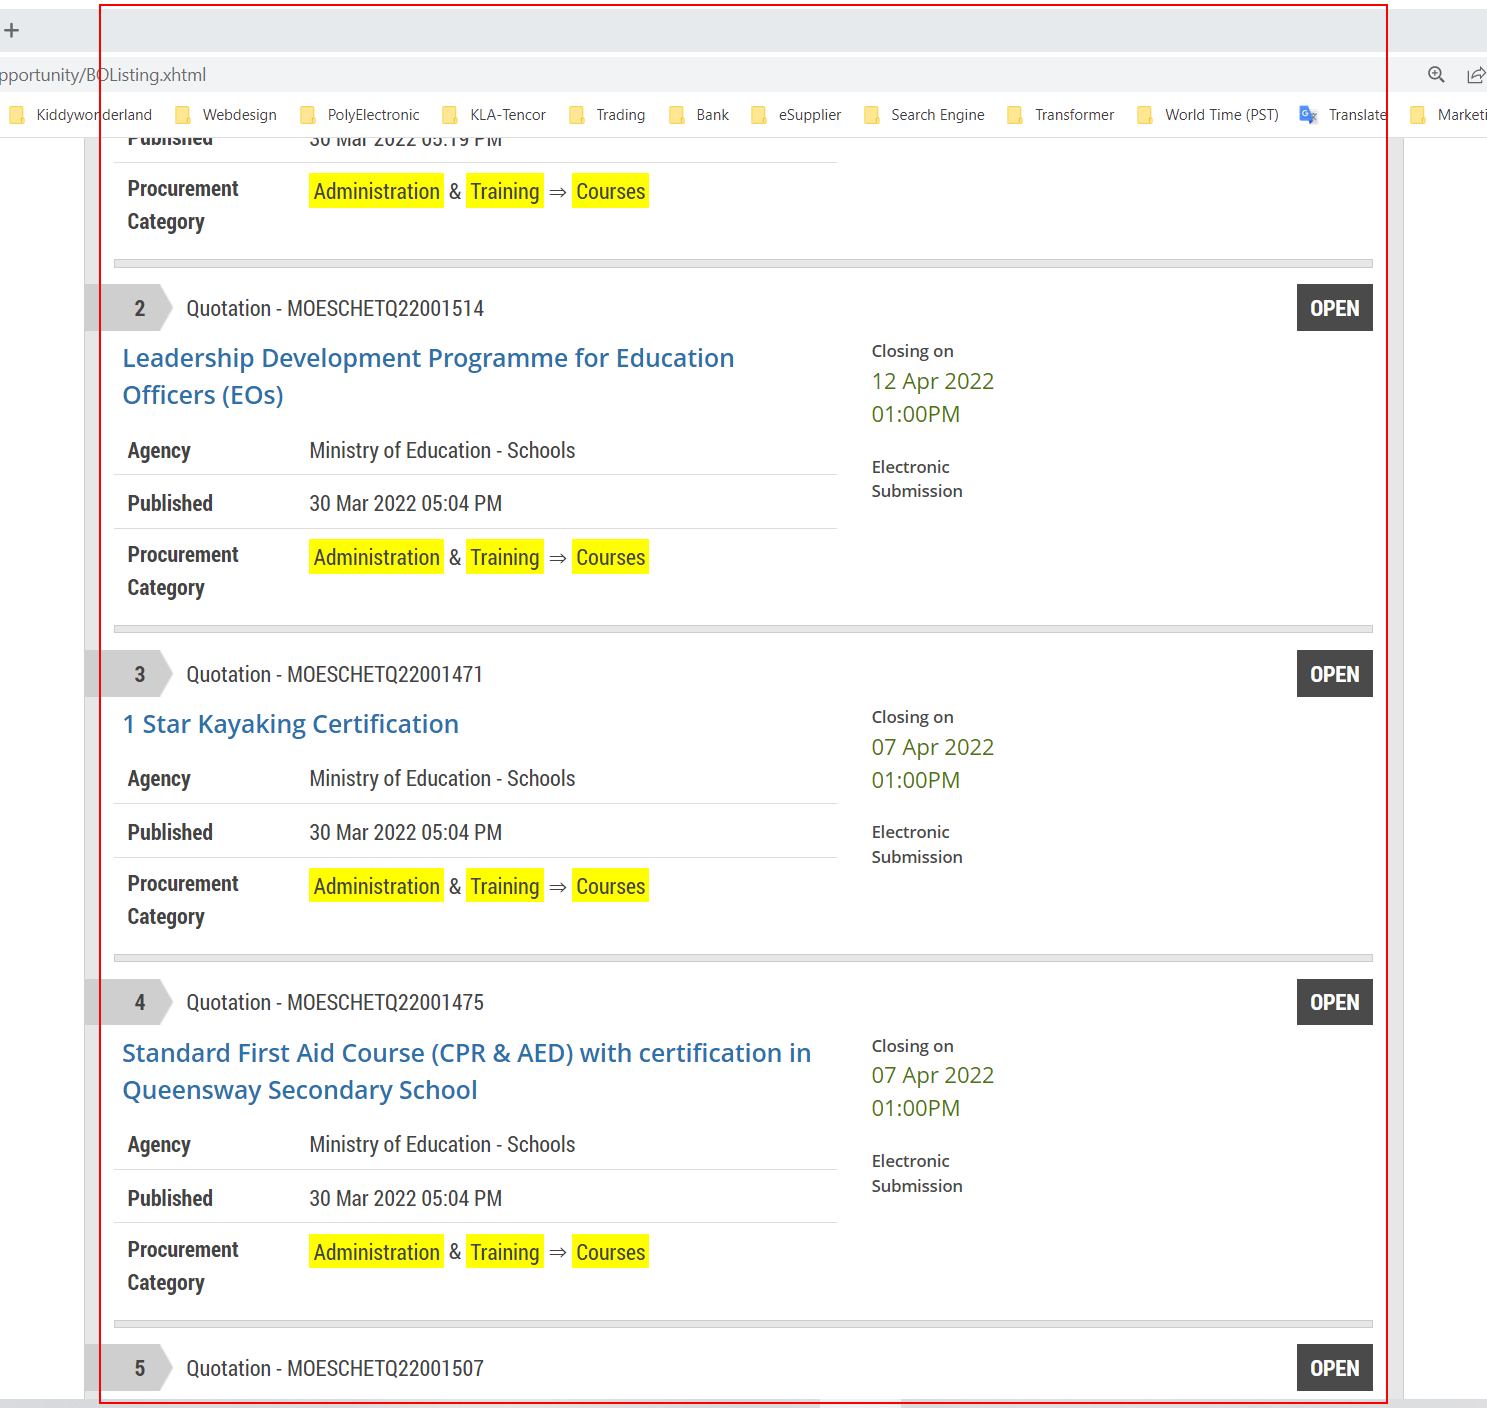 +
pportunity/BOListing.xhtml
Kiddywonderland Webdesign PolyElectronic KLA-Tencor Trading Bank eSupplier Search Engine Transformer World Time (PST) Translate Marketi
Published 30 Mar 2022 05:19 PM
Procurement Category Administration & Training ⇒ Courses
2 Quotation - MOESCHETQ22001514 OPEN
Leadership Development Programme for Education
Officers (EOs)
Closing on
12 Apr 2022
01:00PM
Electronic
Submission
Agency Ministry of Education - Schools
Published 30 Mar 2022 05:04 PM
Procurement Category Administration & Training ⇒ Courses
3 Quotation - MOESCHETQ22001471 OPEN
1 Star Kayaking Certification
Closing on
07 Apr 2022
01:00PM
Electronic
Submission
Agency Ministry of Education - Schools
Published 30 Mar 2022 05:04 PM
Procurement Category Administration & Training ⇒ Courses
4 Quotation - MOESCHETQ22001475 OPEN
Standard First Aid Course (CPR & AED) with certification in
Queensway Secondary School
Closing on
07 Apr 2022
01:00PM
Electronic
Submission
Agency Ministry of Education - Schools
Published 30 Mar 2022 05:04 PM
Procurement Category Administration & Training ⇒ Courses
5 Quotation - MOESCHETQ22001507 OPEN